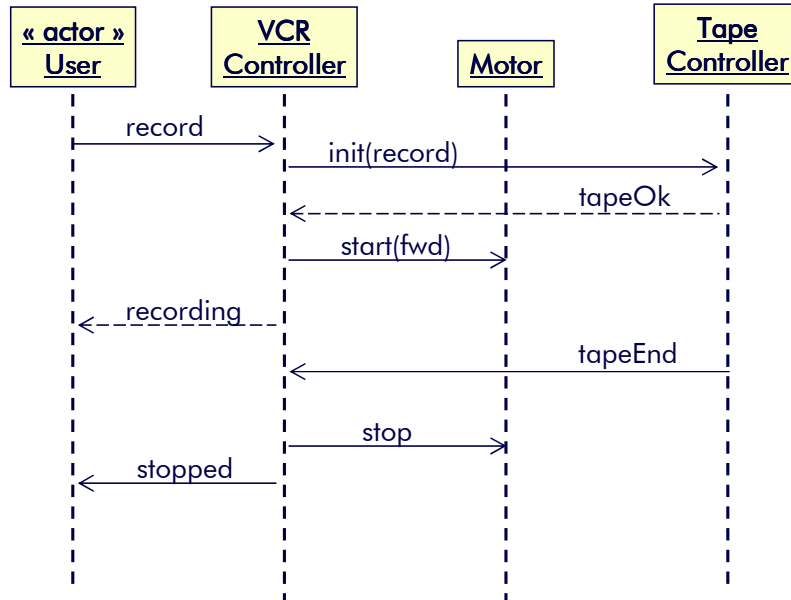 « actor »
User
VCR
Controller
Motor
Tape
Controller
record
init(record)
tapeOk
start(fwd)
recording
tapeEnd
stop
stopped